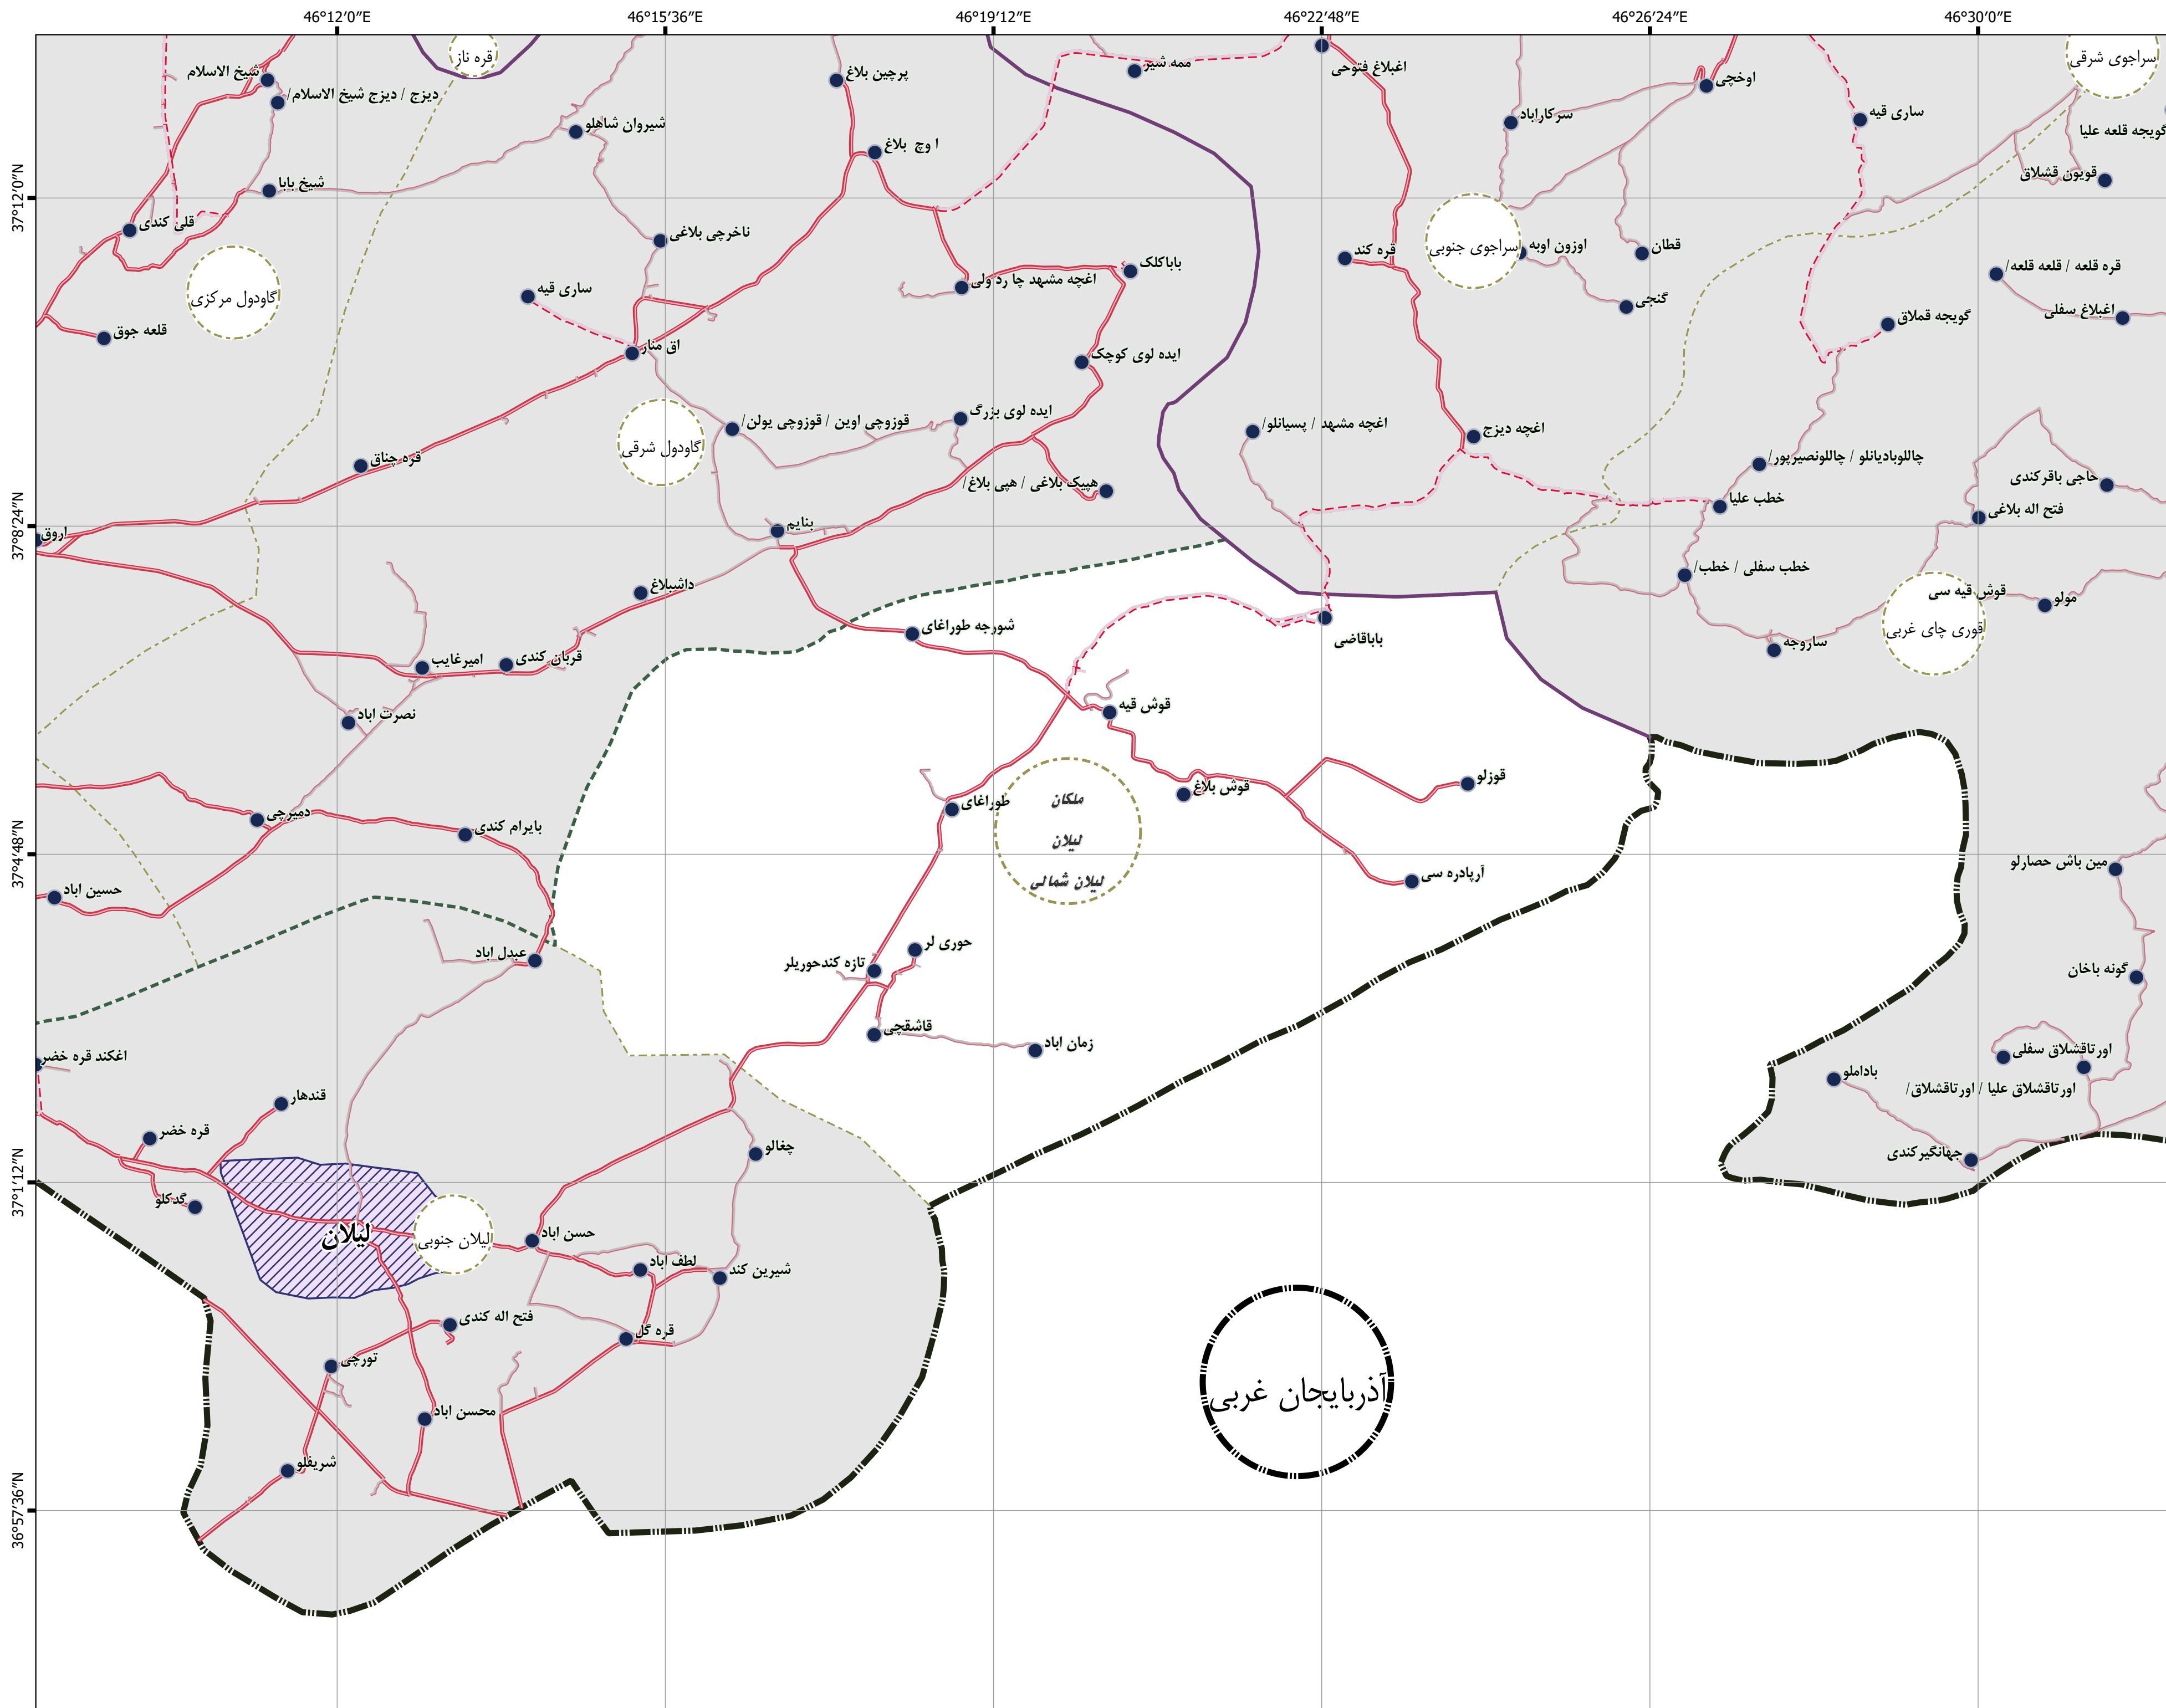 46°12'0"E
46°15'36"E
46°19'12"E
46°22'48"E
46°26'24"E
46°30'0"E
37°12'0"N
37°8'24"N
37°4'48"N
37°1'12"N
36°57'36"N
قره ناز
سراجوی شرقی
شیخ الاسلام
دیزج / دیزج شیخ الاسلام/
پرچین بلاغ
ممه شیر
اغبلاغ فتوحی
اوخچی
شیروان شاهلو
سرکاراباد
ساری قیه
گویجه قلعه علیا
ا وچ بلاغ
شیخ بابا
قویون قشلاق
قلی کندی
ناخرچی بلاغی
سراجوی جنوبی
قره کند
اوزون اوبه
قطان
باباکلک
قره قلعه / قلعه قلعه/
اغچه مشهد چا رد ولی
ساری قیه
گاودول مرکزی
گنجی
اغبلاغ سفلی
گویجه قملاق
قلعه جوق
اق منار
ایده لوی کوچک
ایده لوی بزرگ
قوزوچی اوین / قوزوچی یولن/
اغچه مشهد / پسیانلو/
اغچه دیزج
گاودول شرقی
قره چناق
چاللوبادیانلو / چاللونصیرپور/
حاجی باقرکندی
هپیک بلاغی / هپی بلاغ/
خطب علیا
فتح اله بلاغی
بنایم
اروق
داشبلاغ
خطب سفلی / خطب/
قوش قیه سی
مولو
شورجه طوراغای
باباقاضی
ساروجه
قوری چای غربی
امیرغایب
قربان کندی
قوش قیه
نصرت اباد
قوش بلاغ
قوزلو
طوراغای
ملکان
لیلان
لیلان شمالی
دمیرچی
بایرام کندی
آرپادره سی
مین باش حصارلو
حسین اباد
عبدل اباد
حوری لر
تازه کندحوریلر
گونه باخان
قاشقچی
زمان اباد
اغکند قره خضر
اورتاقشلاق سفلی
باداملو
اورتاقشلاق علیا / اورتاقشلاق/
قندهار
قره خضر
چغالو
جهانگیرکندی
گدکلو
لیلان
لیلان جنوبی
حسن اباد
لطف اباد
شیرین کند
فتح اله کندی
قره گل
تورچی
آذربایجان غربی
محسن اباد
شریفلو